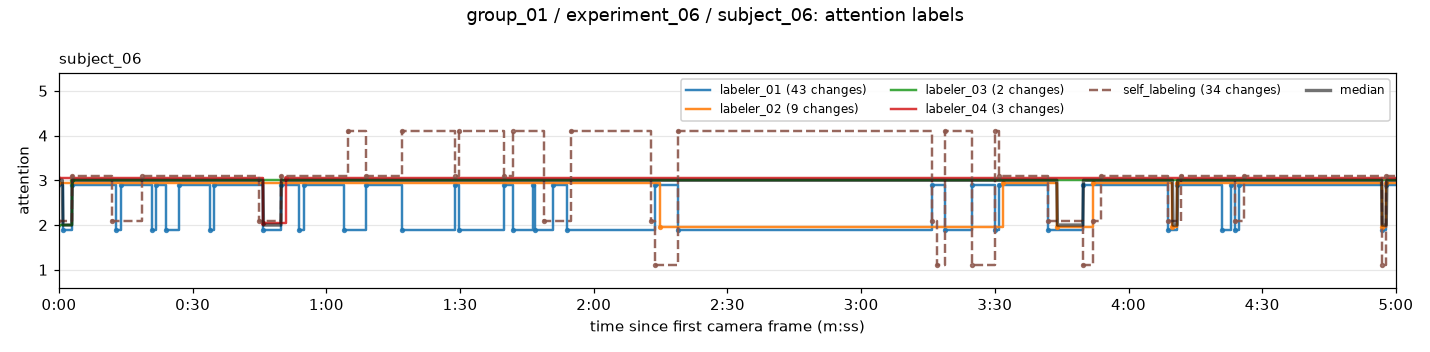 group_01 / experiment_06 / subject_06: attention labels
subject_06
labeler_01 (43 changes)
labeler_02 (9 changes)
labeler_03 (2 changes)
labeler_04 (3 changes)
self_labeling (34 changes)
median
attention
5
4
3
2
1
0:00 0:30 1:00 1:30 2:00 2:30 3:00 3:30 4:00 4:30 5:00
time since first camera frame (m:ss)